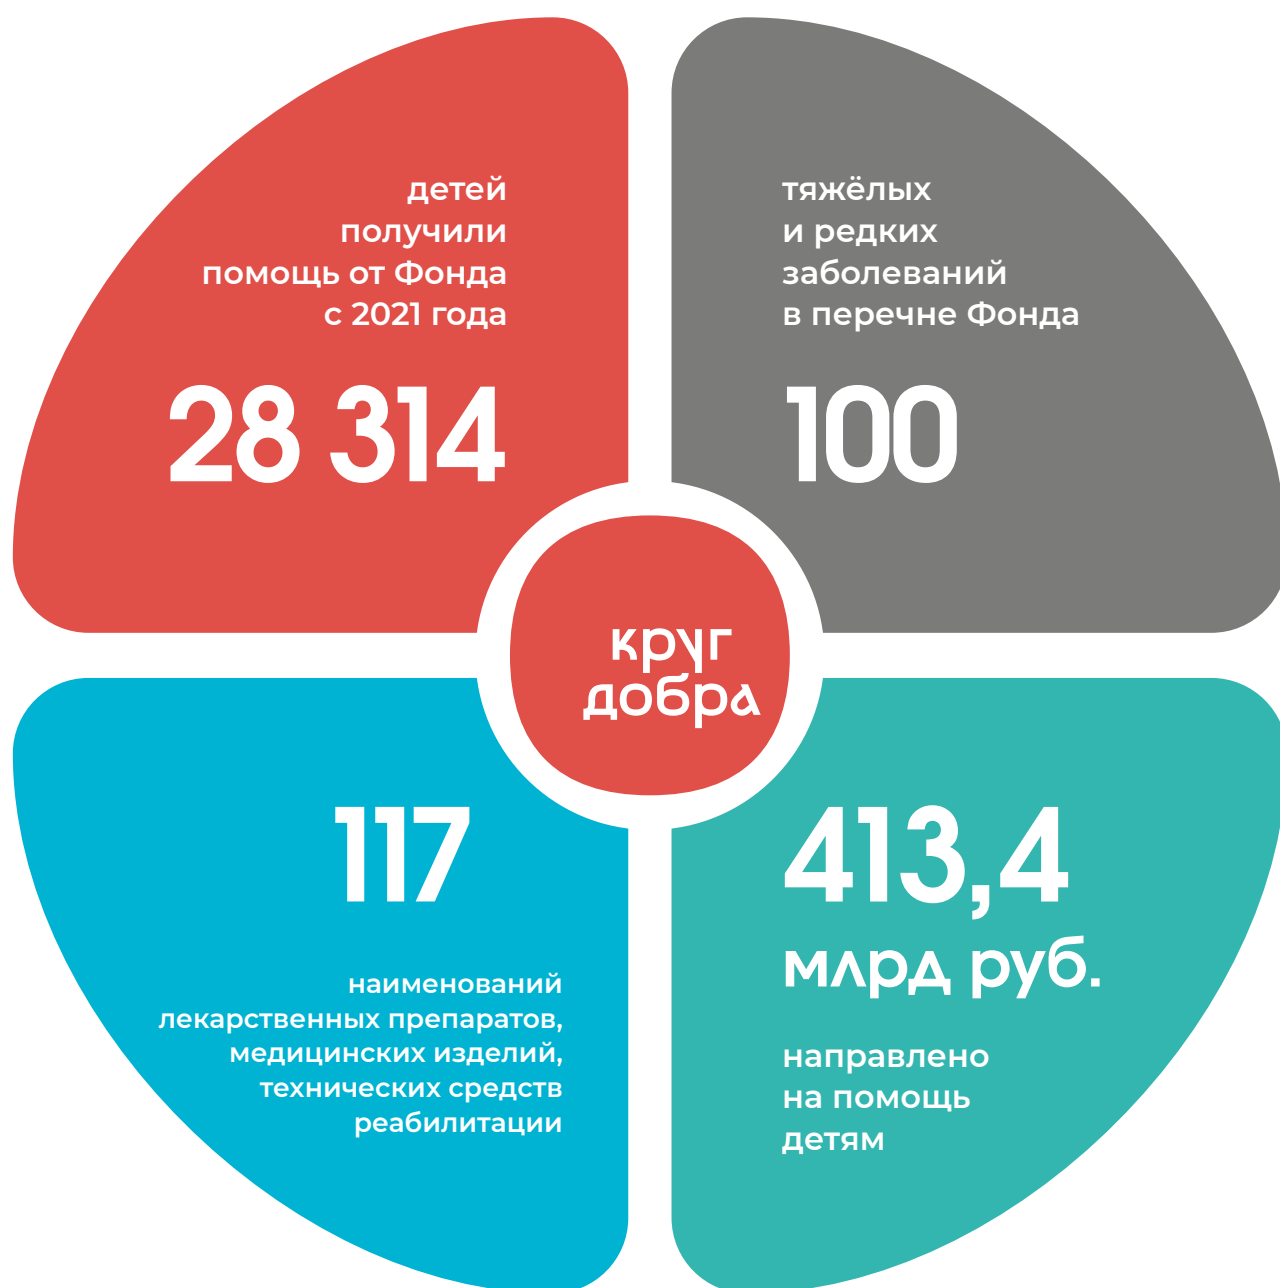 детей
получили
помощь от Фонда
с 2021 года
28 314
тяжёлых
и редких
заболеваний
в перечне Фонда
100
круг
добра
117
наименований
лекарственных препаратов,
медицинских изделий,
технических средств
реабилитации
413,4
млрд руб.
направлено
на помощь
детям